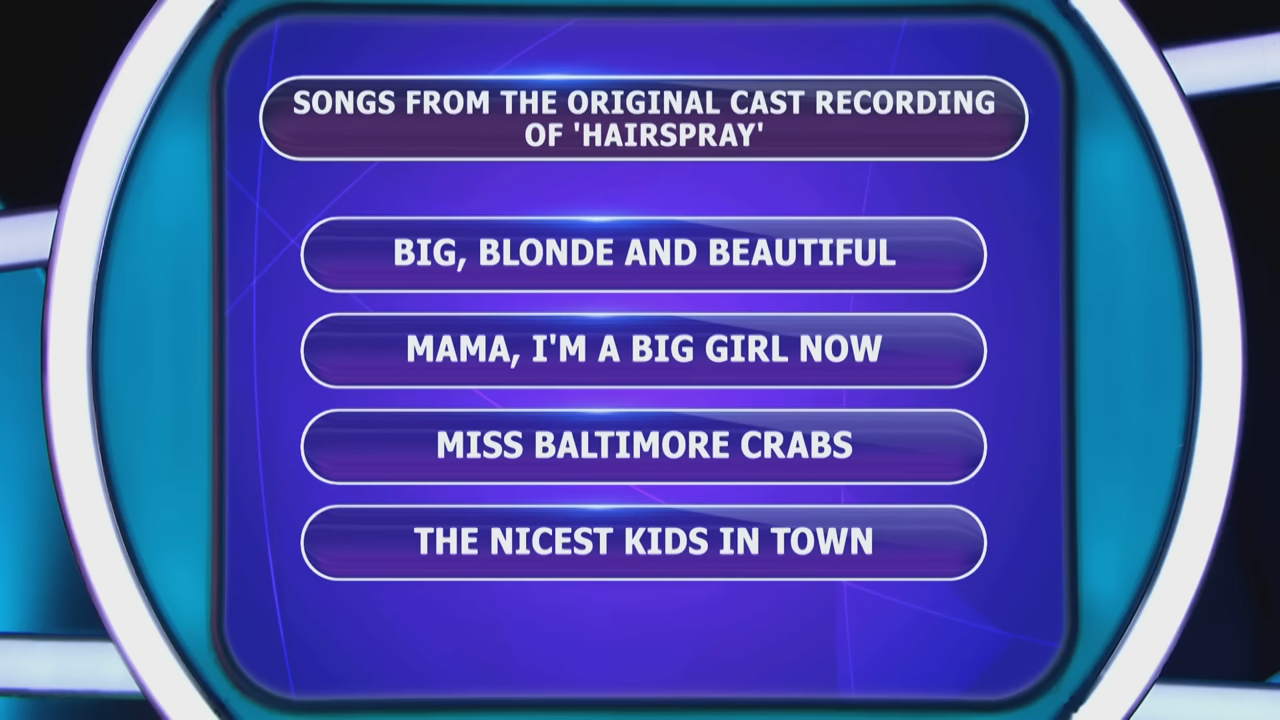 SONGS FROM THE ORIGINAL CAST RECORDING
OF 'HAIRSPRAY'
BIG, BLONDE AND BEAUTIFUL
MAMA, I'M A BIG GIRL NOW
MISS BALTIMORE CRABS
THE NICEST KIDS IN TOWN